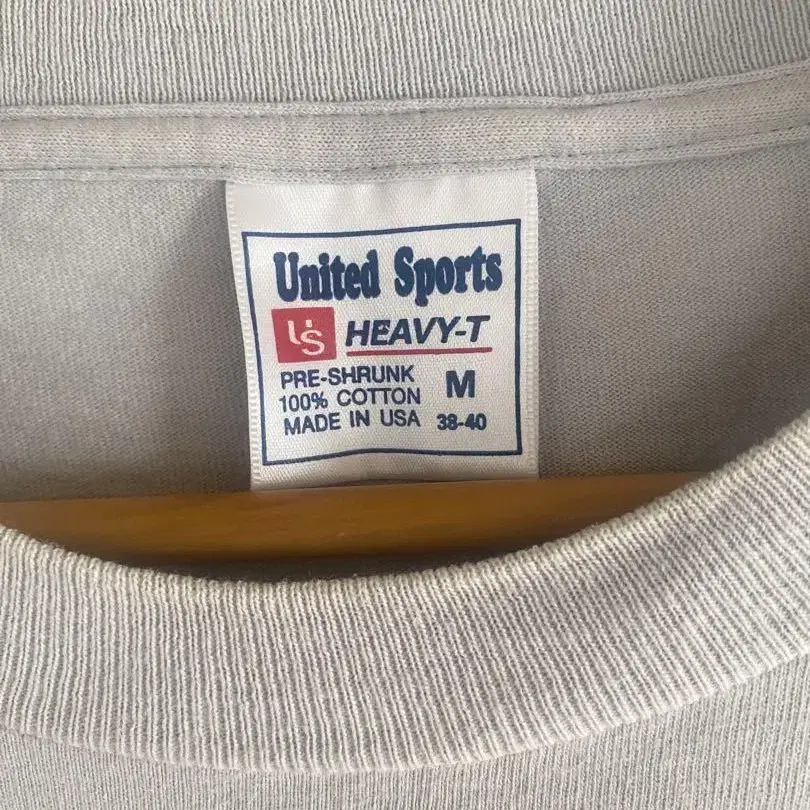 United Sports
US HEAVY-T
PRE-SHRUNK
100% COTTON M
MADE IN USA 38-40